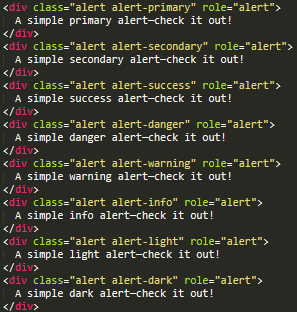 <div class="alert alert-primary" role="alert">
  A simple primary alert—check it out!
</div>
<div class="alert alert-secondary" role="alert">
  A simple secondary alert—check it out!
</div>
<div class="alert alert-success" role="alert">
  A simple success alert—check it out!
</div>
<div class="alert alert-danger" role="alert">
  A simple danger alert—check it out!
</div>
<div class="alert alert-warning" role="alert">
  A simple warning alert—check it out!
</div>
<div class="alert alert-info" role="alert">
  A simple info alert—check it out!
</div>
<div class="alert alert-light" role="alert">
  A simple light alert—check it out!
</div>
<div class="alert alert-dark" role="alert">
  A simple dark alert—check it out!
</div>